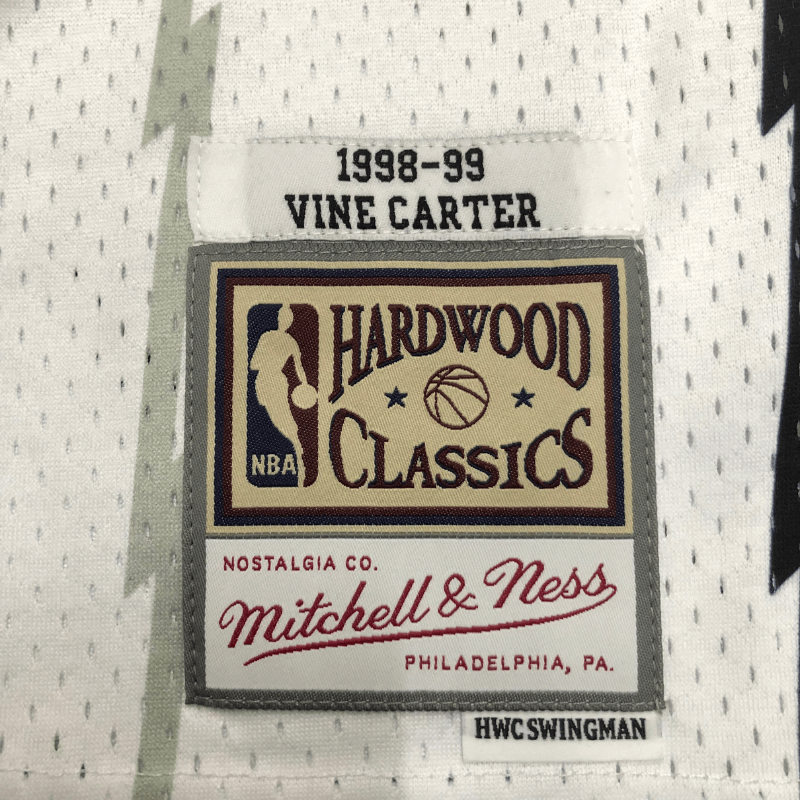 1998-99
VINE CARTER
HARDWOOD
CLASSICS
NBA
NOSTALGIA CO.
Mitchell & Ness
PHILADELPHIA, PA.
HWC SWINGMAN